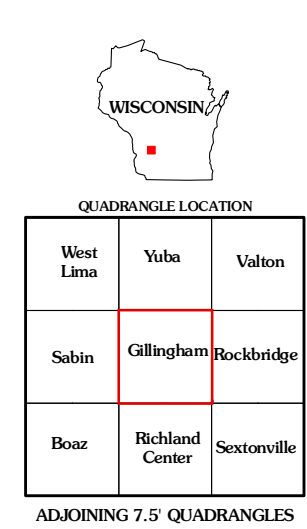 WISCONSIN
QUADRANGLE LOCATION
West
Lima
Yuba
Valton
Sabin
Gillingham
Rockbridge
Boaz
Richland
Center
Sextonville
ADJOINING 7.5' QUADRANGLES